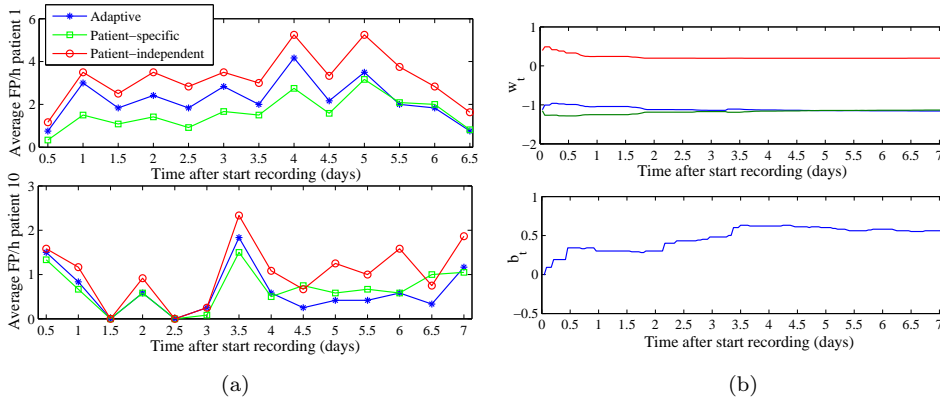 Average FP/h patient 1
6
4
2
0
Adaptive
Patient-specific
Patient-independent
0.5 1 1.5 2 2.5 3 3.5 4 4.5 5 5.5 6 6.5
Time after start recording (days)
Average FP/h patient 10
3
2
1
0
0.5 1 1.5 2 2.5 3 3.5 4 4.5 5 5.5 6 6.5 7
Time after start recording (days)
(a)
w_t
1
0
-1
-2
0 0.5 1 1.5 2 2.5 3 3.5 4 4.5 5 5.5 6 6.5 7
Time after start recording (days)
b_t
1
0.5
0
-0.5
0 0.5 1 1.5 2 2.5 3 3.5 4 4.5 5 5.5 6 6.5 7
Time after start recording (days)
(b)